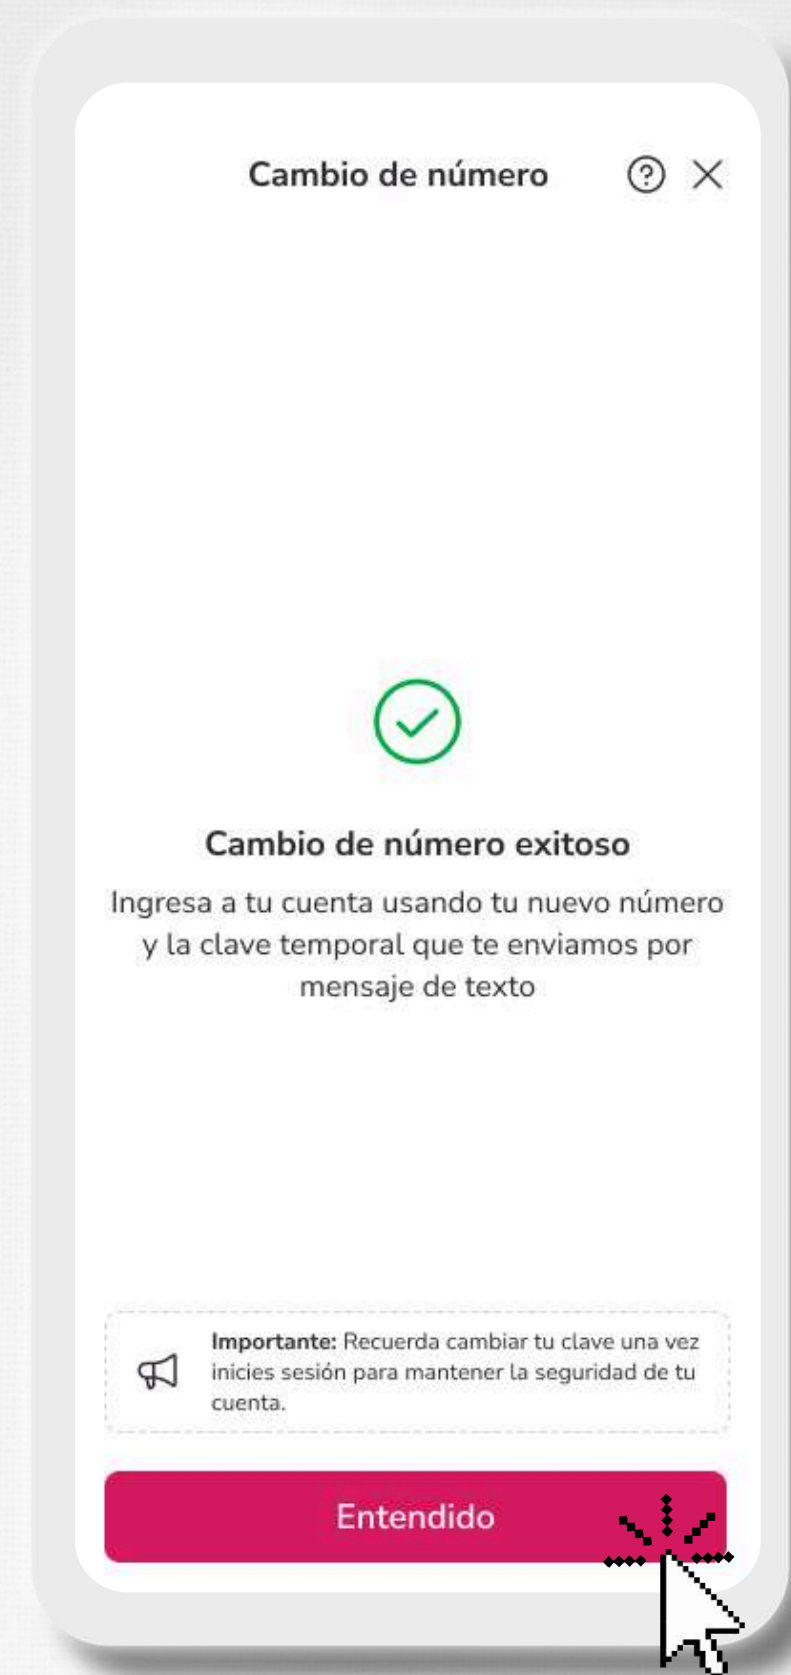 Cambio de número
Cambio de número exitoso
Ingresa a tu cuenta usando tu nuevo número
y la clave temporal que te enviamos por
mensaje de texto
Importante: Recuerda cambiar tu clave una vez
inicies sesión para mantener la seguridad de tu
cuenta.
Entendido